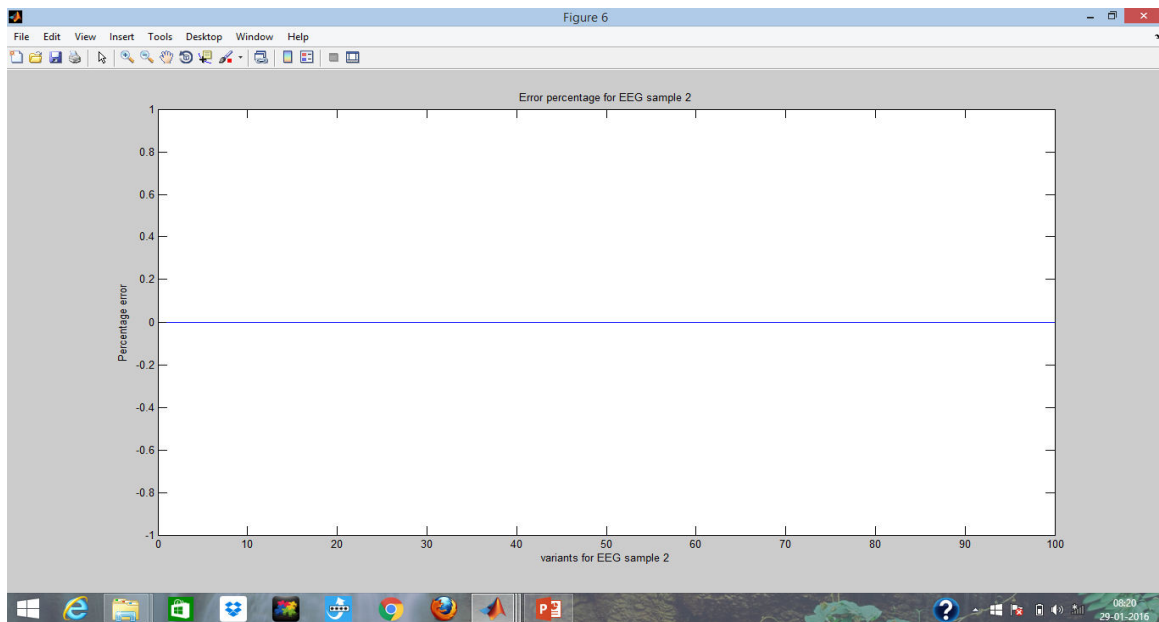 Figure 6
File Edit View Insert Tools Desktop Window Help
Error percentage for EEG sample 2
1
0.8
0.6
0.4
0.2
0
-0.2
-0.4
-0.6
-0.8
-1
Percentage error
0 10 20 30 40 50 60 70 80 90 100
variants for EEG sample 2
08:20
29-01-2016